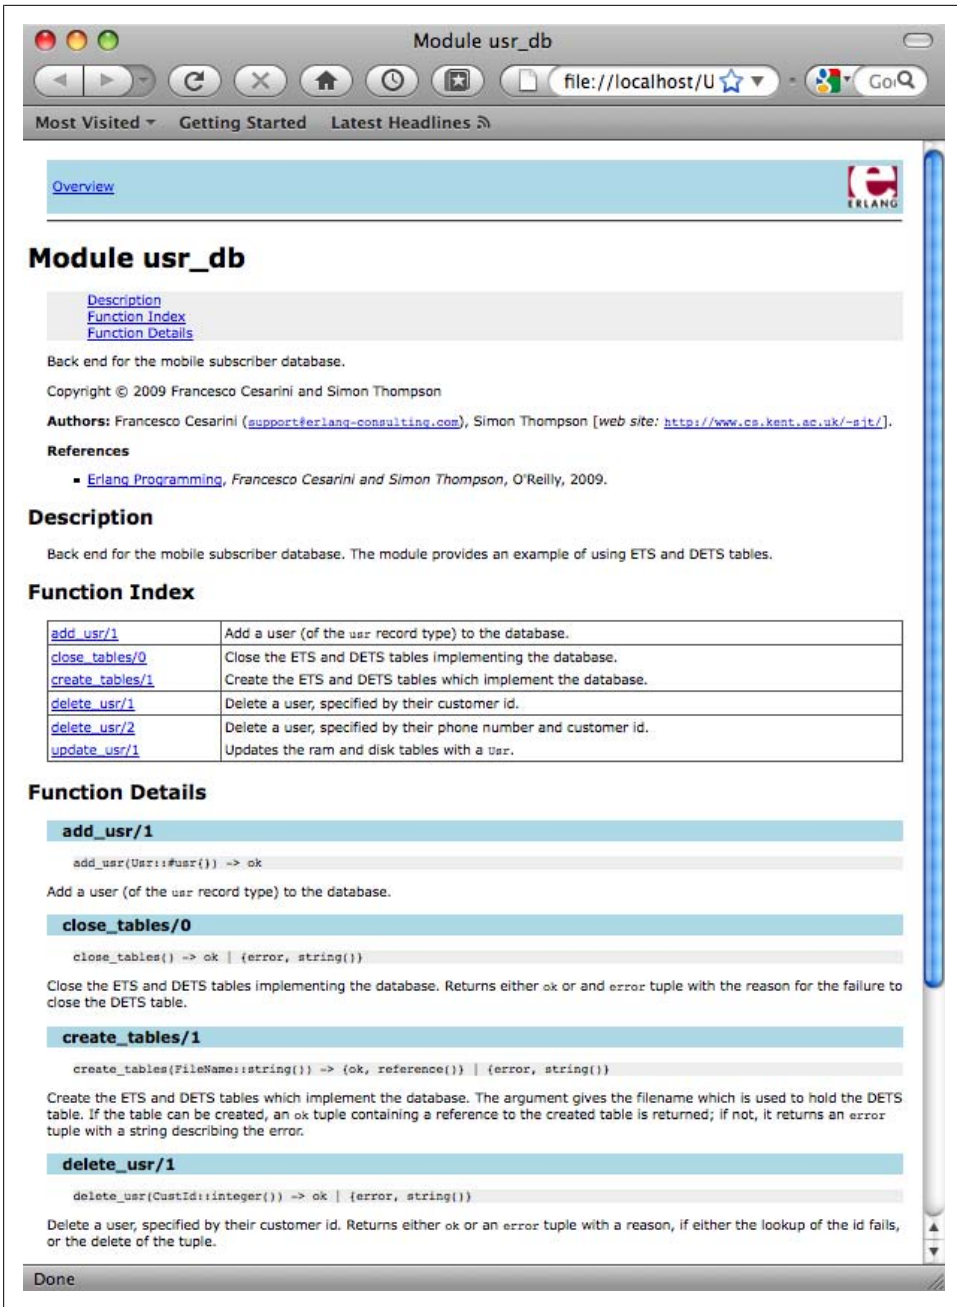 Module usr_db
file://localhost/U
Most Visited
Getting Started
Latest Headlines
Overview
ERLANG
Module usr_db
Description
Function Index
Function Details
Back end for the mobile subscriber database.
Copyright © 2009 Francesco Cesarini and Simon Thompson
Authors: Francesco Cesarini (support@erlang-consulting.com), Simon Thompson [web site: http://www.cs.kent.ac.uk/~sjt/].
References
▪ Erlang Programming, Francesco Cesarini and Simon Thompson, O'Reilly, 2009.
Description
Back end for the mobile subscriber database. The module provides an example of using ETS and DETS tables.
Function Index
add_usr/1 Add a user (of the usr record type) to the database.
close_tables/0 Close the ETS and DETS tables implementing the database.
create_tables/1 Create the ETS and DETS tables which implement the database.
delete_usr/1 Delete a user, specified by their customer id.
delete_usr/2 Delete a user, specified by their phone number and customer id.
update_usr/1 Updates the ram and disk tables with a Usr.
Function Details
add_usr/1
add_usr(Usr::#usr()) -> ok
Add a user (of the usr record type) to the database.
close_tables/0
close_tables() -> ok | {error, string()}
Close the ETS and DETS tables implementing the database. Returns either ok or and error tuple with the reason for the failure to
close the DETS table.
create_tables/1
create_tables(FileName::string()) -> {ok, reference()} | {error, string()}
Create the ETS and DETS tables which implement the database. The argument gives the filename which is used to hold the DETS
table. If the table can be created, an ok tuple containing a reference to the created table is returned; if not, it returns an error
tuple with a string describing the error.
delete_usr/1
delete_usr(CustId::integer()) -> ok | {error, string()}
Delete a user, specified by their customer id. Returns either ok or an error tuple with a reason, if either the lookup of the id fails,
or the delete of the tuple.
Done